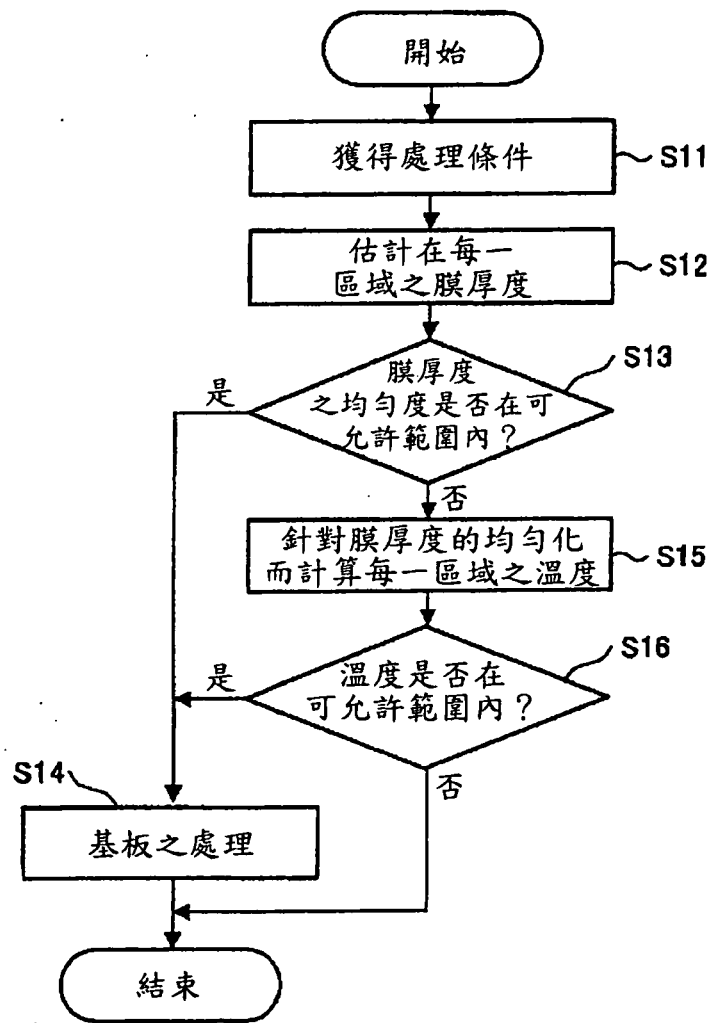 開始
獲得處理條件
S11
估計在每一
區域之膜厚度
S12
S13
膜厚度
之均勻度是否在可
允許範圍內？
是
否
針對膜厚度的均勻化
而計算每一區域之溫度
S15
S16
溫度是否在
可允許範圍內？
是
否
S14
基板之處理
結束